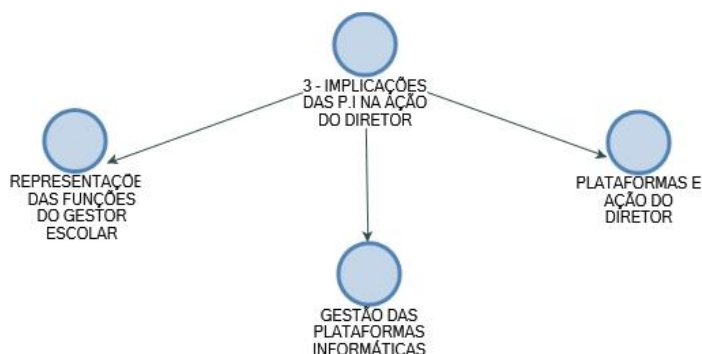 3 - IMPLICAÇÕES
DAS P.I NA AÇÃO
DO DIRETOR
REPRESENTAÇÕE
DAS FUNÇÕES
DO GESTOR
ESCOLAR
PLATAFORMAS E
AÇÃO DO
DIRETOR
GESTÃO DAS
PLATAFORMAS
INFORMÁTICAS